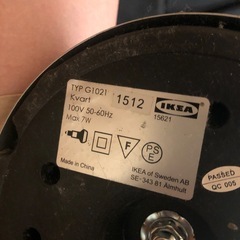 TYP G1021
Kvart
1512
100V 50-60Hz
Max 7W
IKEA
15621
F
PS
E
Made in
China
IKEA of Sweden AB
SE-343 81 Älmhult
PASSED
QC 005